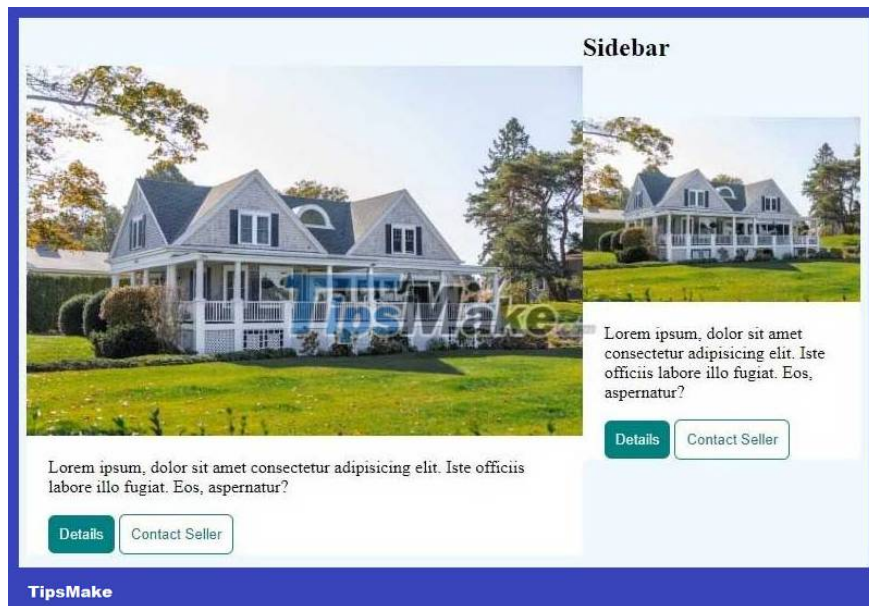 Sidebar
TipsMake.com
Lorem ipsum, dolor sit amet
consectetur adipisicing elit. Iste
officiis labore illo fugiat. Eos,
aspernatur?
Details
Contact Seller
Lorem ipsum, dolor sit amet consectetur adipisicing elit. Iste officiis
labore illo fugiat. Eos, aspernatur?
Details
Contact Seller
TipsMake